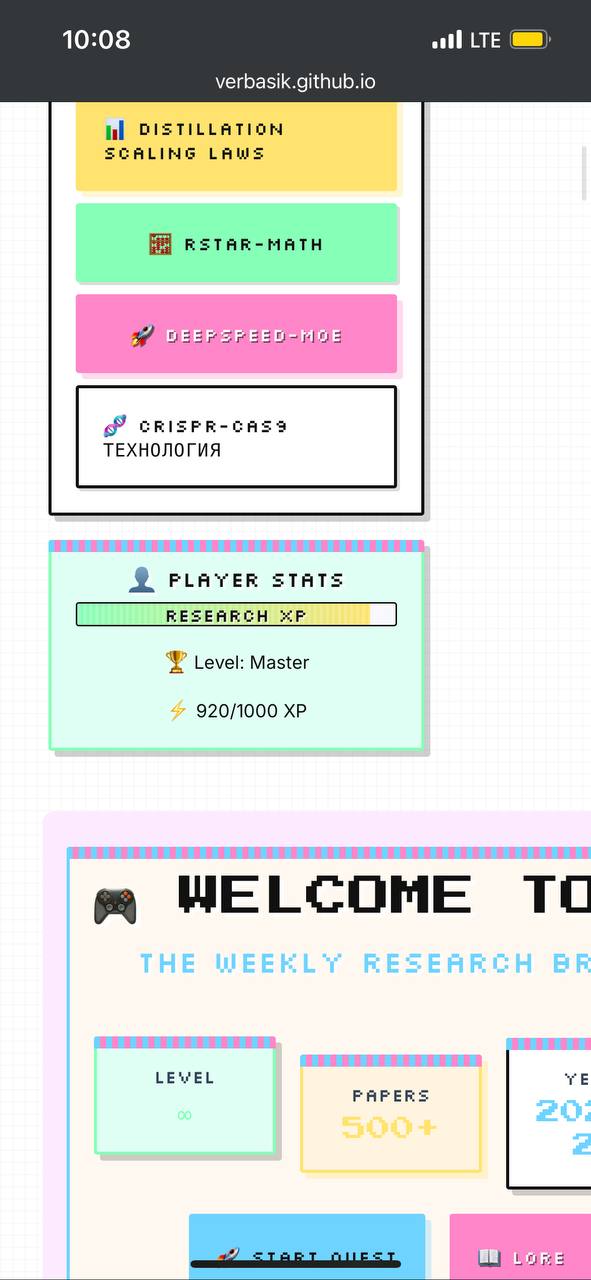 10:08
LTE
verbasik.github.io
DISTILLATION
SCALING LAWS
RSTAR-MATH
DEEPSPEED-MOE
CRISPR-CAS9
ТЕХНОЛОГИЯ
PLAYER STATS
RESEARCH XP
Level: Master
920/1000 XP
WELCOME TO
THE WEEKLY RESEARCH BR
LEVEL
∞
PAPERS
500+
YE
202
2
START QUEST
LORE